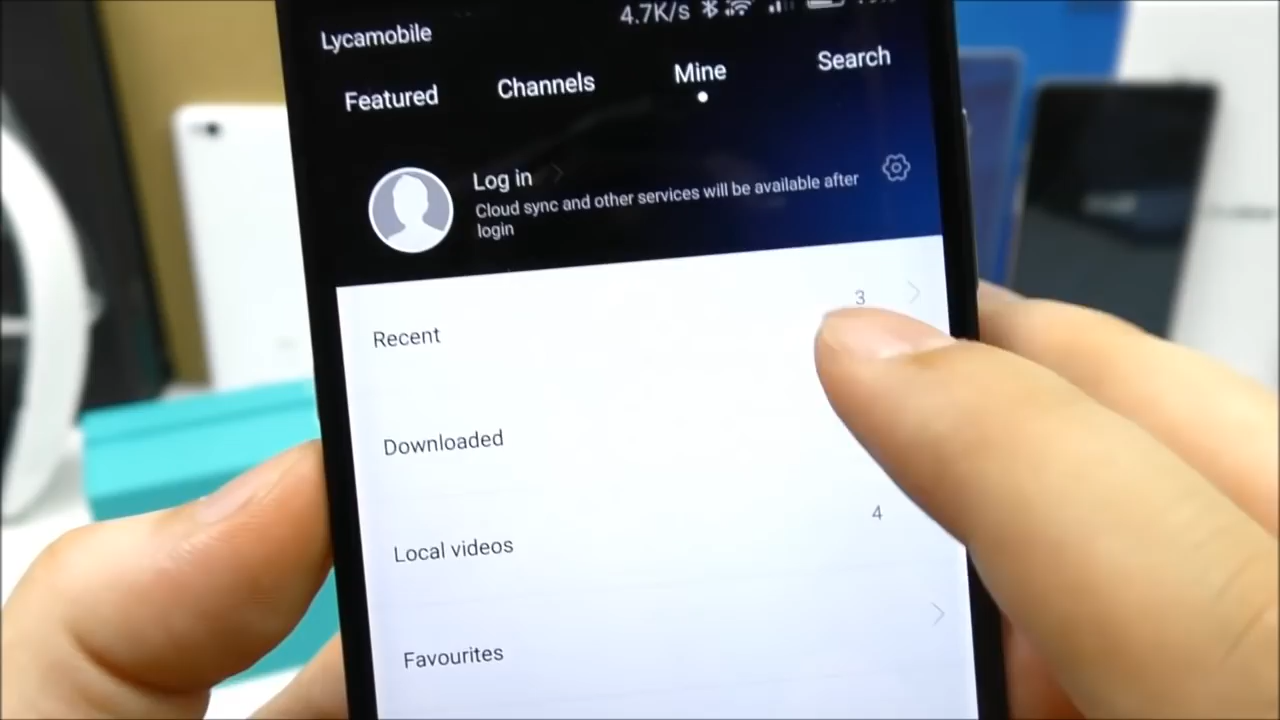 Lycamobile 4.7K/s
Featured Channels Mine Search
Log in
Cloud sync and other services will be available after
login
Recent 3
Downloaded
Local videos 4
Favourites